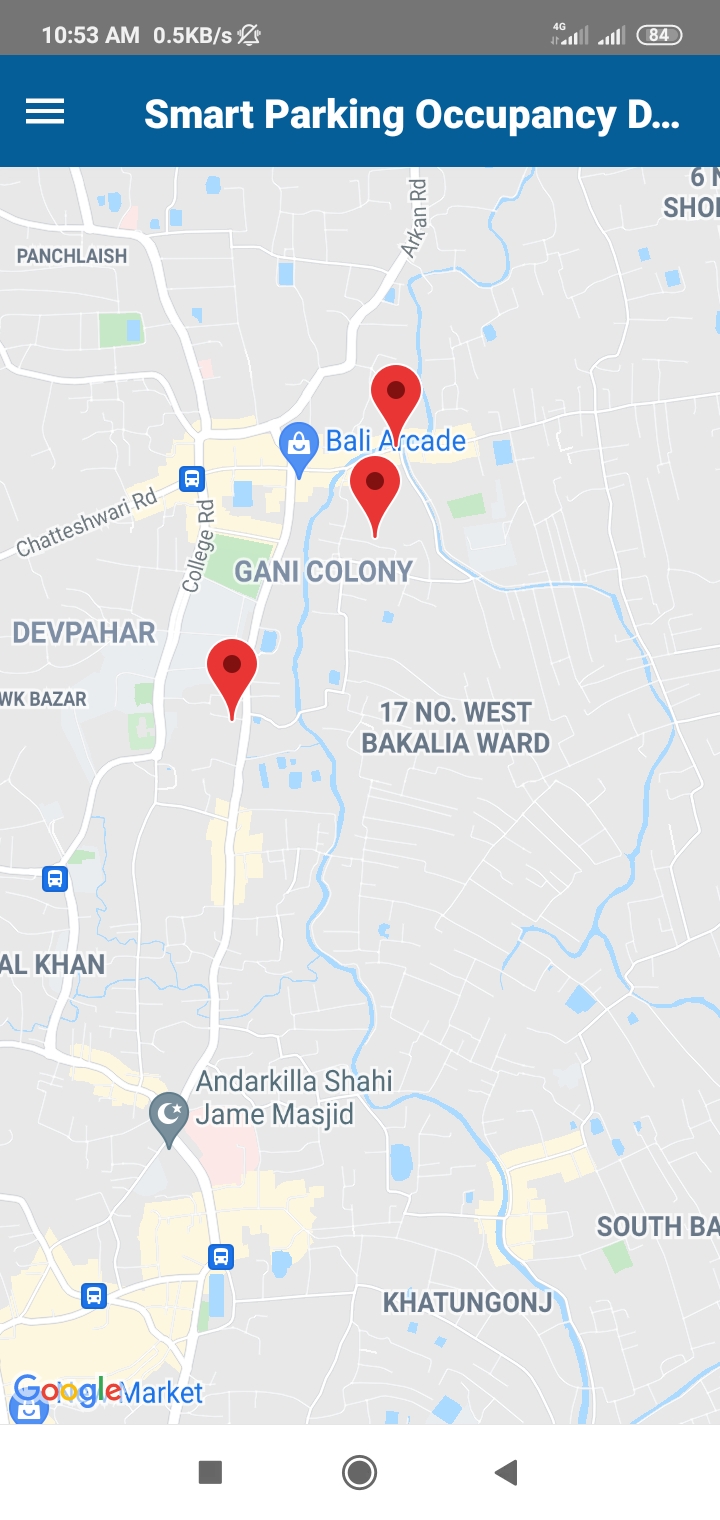 10:53 AM 0.5KB/s
4G
84
Smart Parking Occupancy D...
6 N
SHO
Arkan Rd
PANCHLAISH
Bali Arcade
Chatteshwari Rd
College Rd
GANI COLONY
DEVPAHAR
WK BAZAR
17 NO. WEST
BAKALIA WARD
AL KHAN
Andarkilla Shahi
Jame Masjid
SOUTH BA
KHATUNGONJ
Google
Market